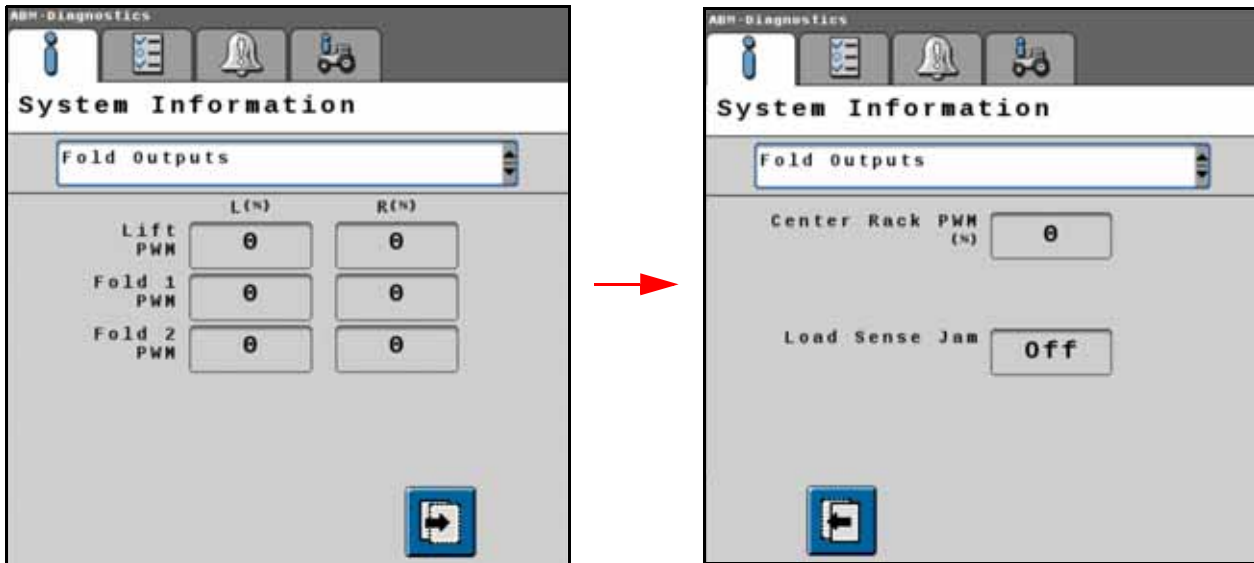 ABM-Diagnostics
System Information
Fold Outputs
L(%) R(%)
Lift PWM 0 0
Fold 1 PWM 0 0
Fold 2 PWM 0 0
ABM-Diagnostics
System Information
Fold Outputs
Center Rack PWM (%) 0
Load Sense Jam Off